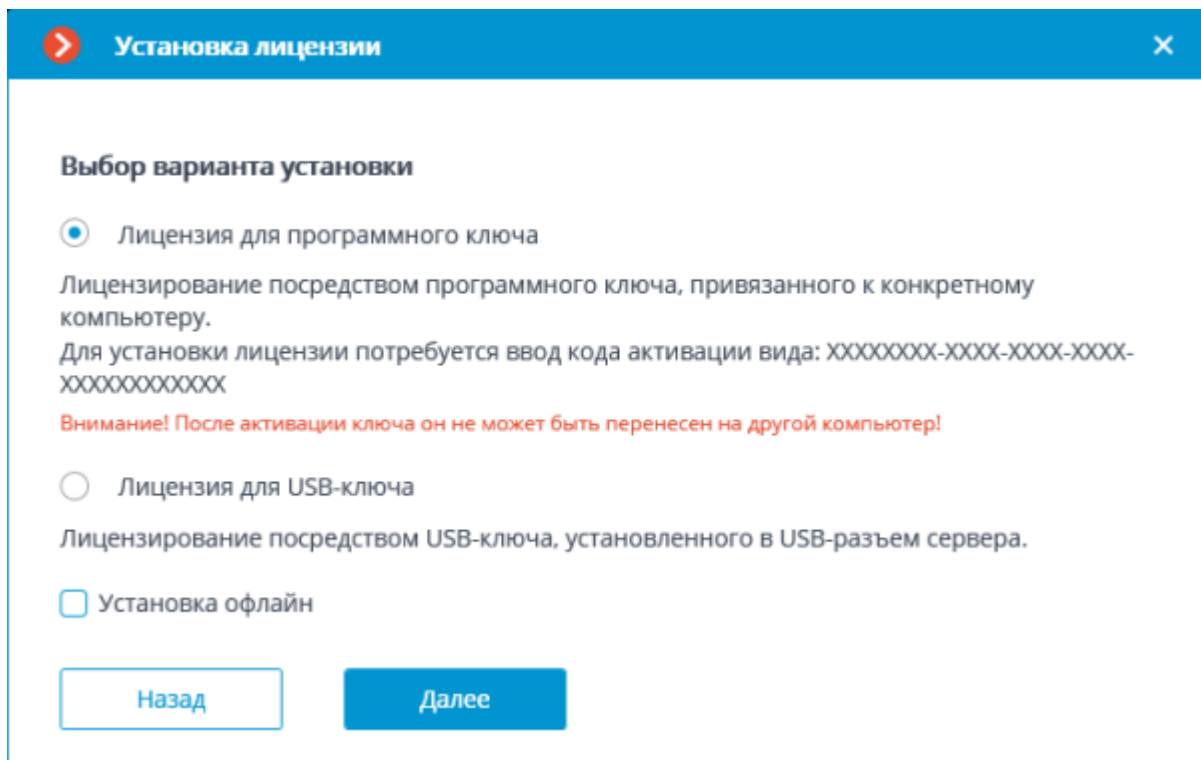 Установка лицензии
Выбор варианта установки
Лицензия для программного ключа
Лицензирование посредством программного ключа, привязанного к конкретному
компьютеру.
Для установки лицензии потребуется ввод кода активации вида: XXXXXXXX-XXXX-XXXX-XXXX-
XXXXXXXXXXXX
Внимание! После активации ключа он не может быть перенесен на другой компьютер!
Лицензия для USB-ключа
Лицензирование посредством USB-ключа, установленного в USB-разъем сервера.
Установка офлайн
Назад Далее